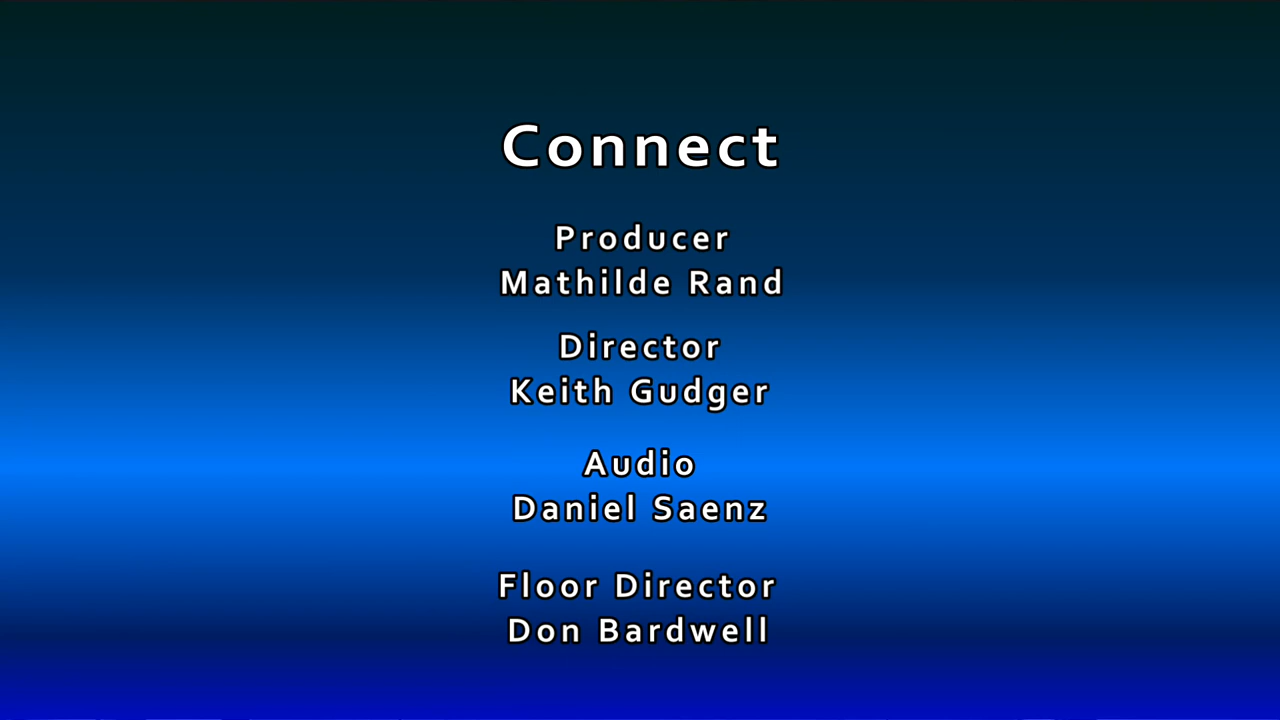 Connect
Producer
Mathilde Rand
Director
Keith Gudger
Audio
Daniel Saenz
Floor Director
Don Bardwell